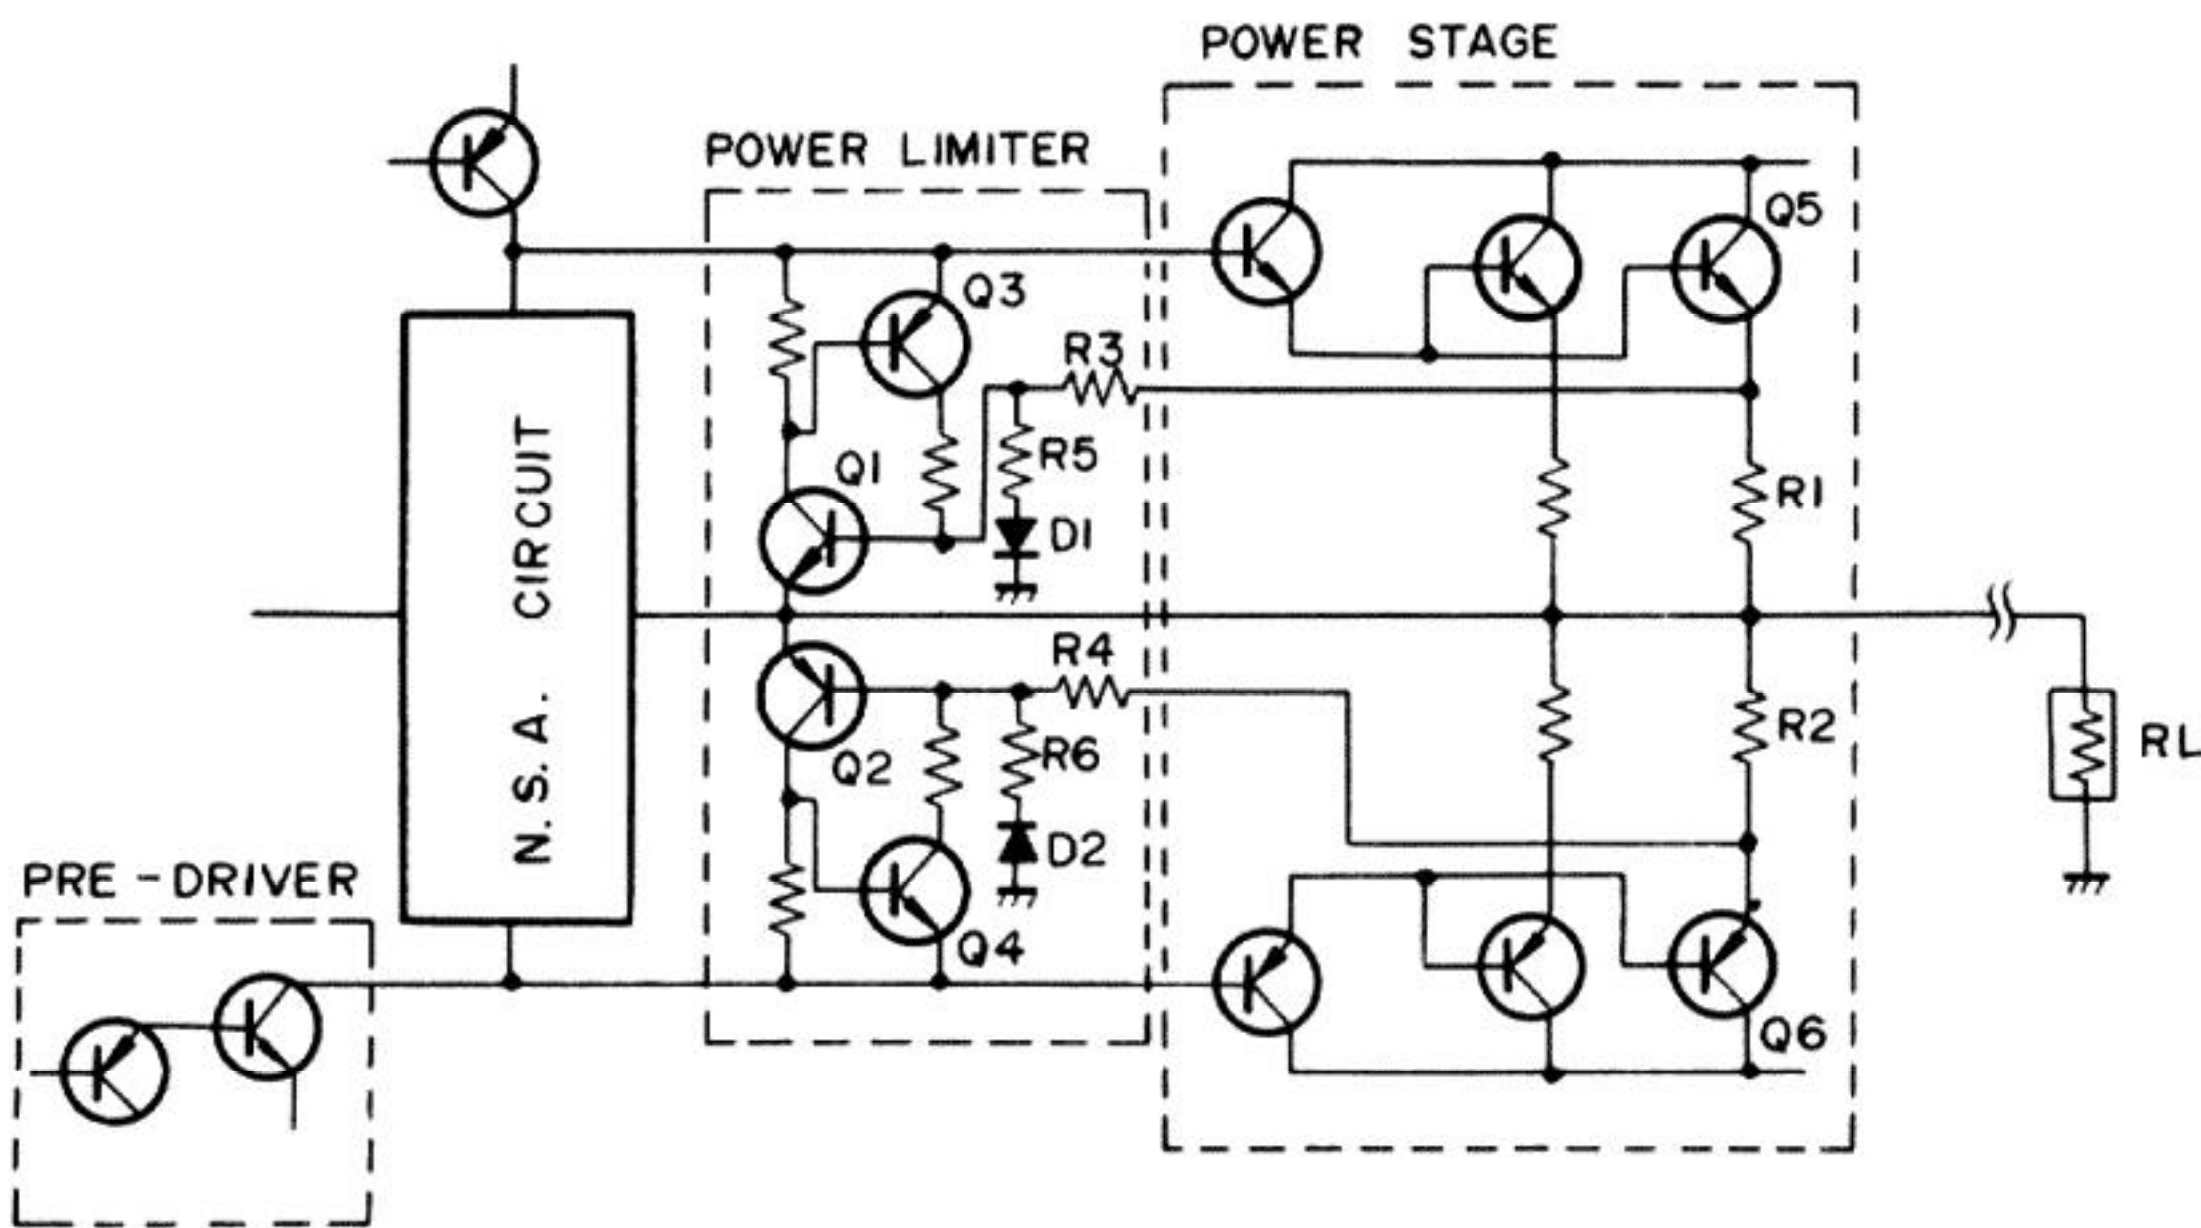 POWER STAGE
POWER LIMITER
Q5
Q3
R3
R5
Q1
D1
R1
N.S.A. CIRCUIT
R4
Q2
R6
R2
RL
D2
PRE-DRIVER
Q4
Q6